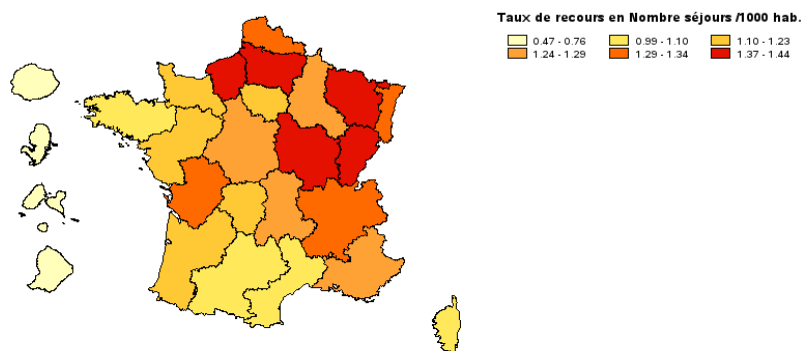 Taux de recours en Nombre séjours /1000 hab.
0.47 - 0.76 0.99 - 1.10 1.10 - 1.23
1.24 - 1.29 1.29 - 1.34 1.37 - 1.44